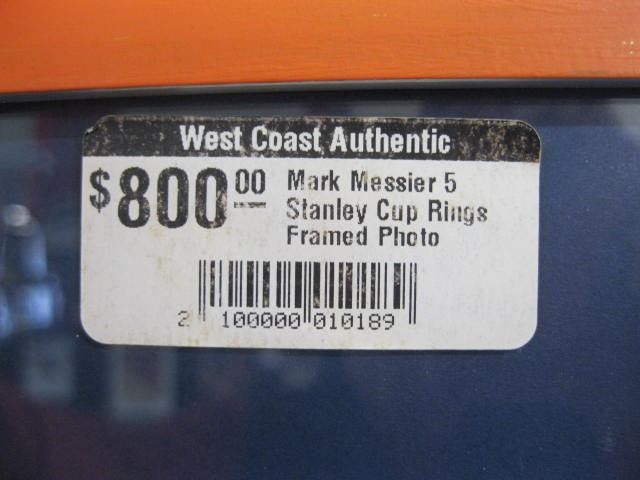 West Coast Authentic
$800.00 Mark Messier 5
Stanley Cup Rings
Framed Photo
2 100000 010189